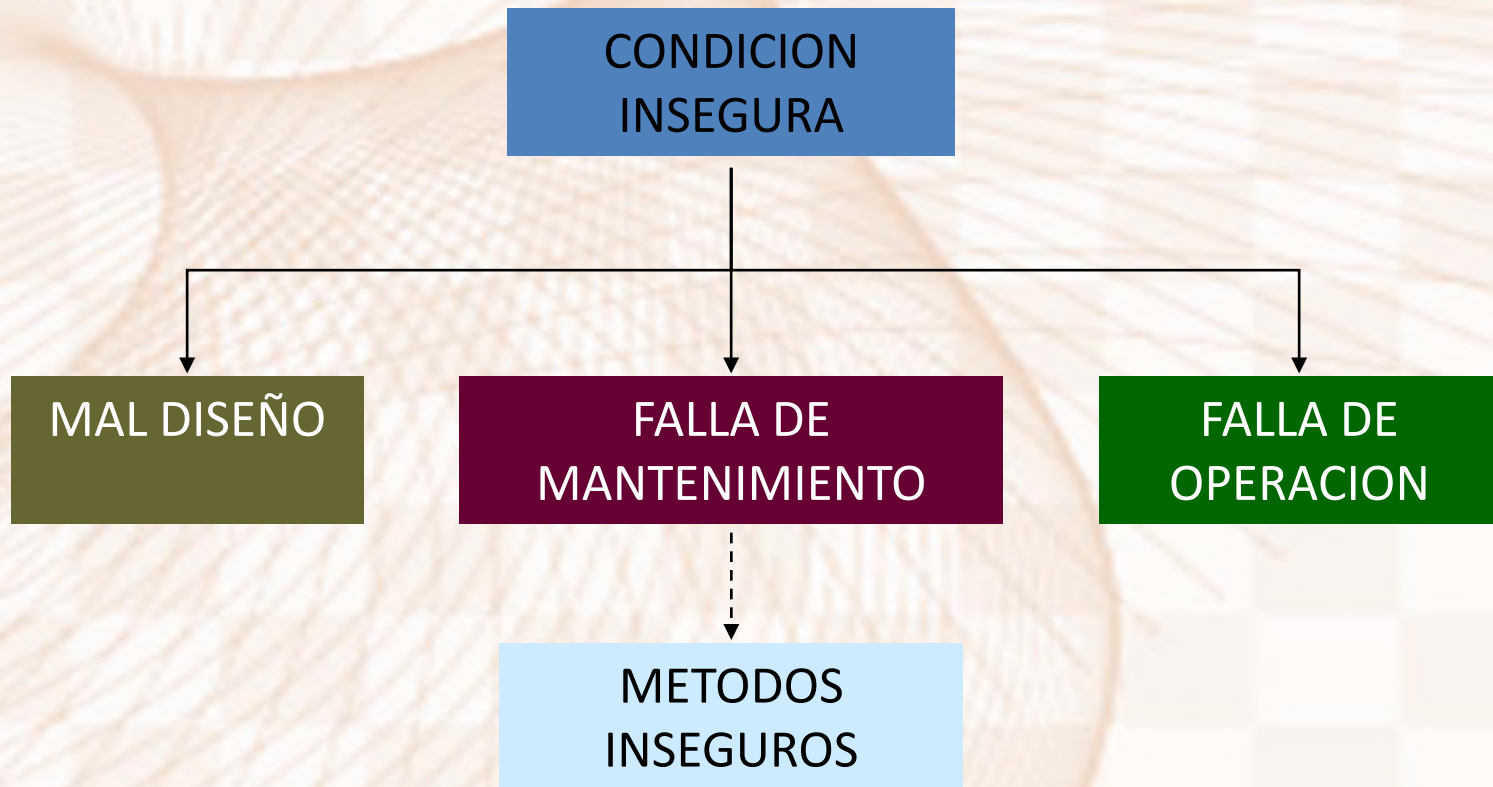 CONDICION
INSEGURA
MAL DISEÑO
FALLA DE
MANTENIMIENTO
FALLA DE
OPERACION
METODOS
INSEGUROS